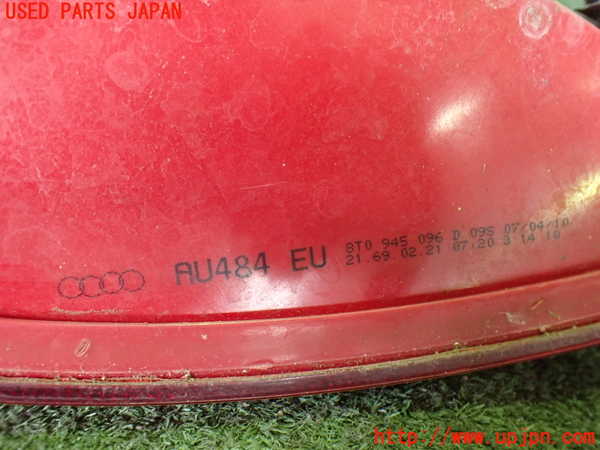 USED PARTS JAPAN
AU484 EU
8T0 945 096 D 09S 07/04/10
21.69 02.21 07:20 3 14 10
http://www.upjpn.com/